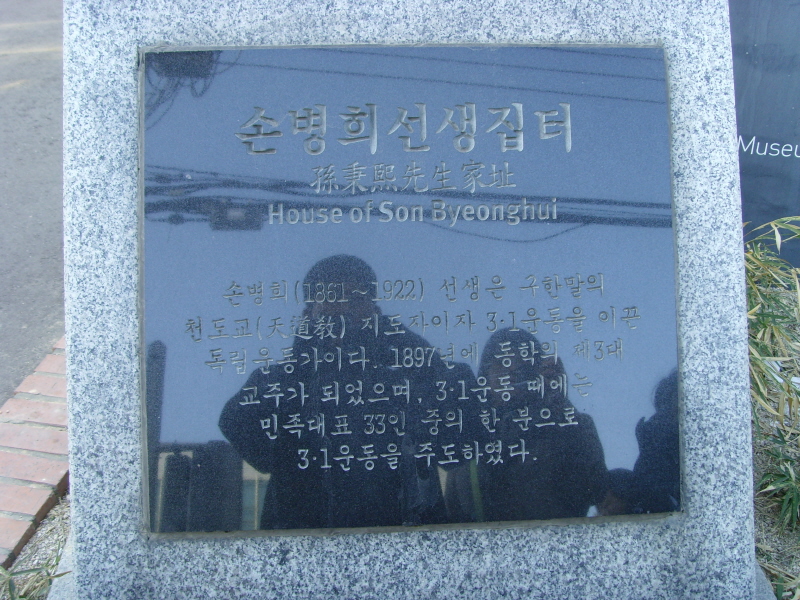 손병희선생집터
孫秉熙先生家址
House of Son Byeonghui
손병희(1861~1922) 선생은 구한말의
천도교(天道敎) 지도자이자 3·1운동을 이끈
독립운동가이다. 1897년에 동학의 제3대
교주가 되었으며, 3·1운동 때에는
민족대표 33인 중의 한 분으로
3·1운동을 주도하였다.